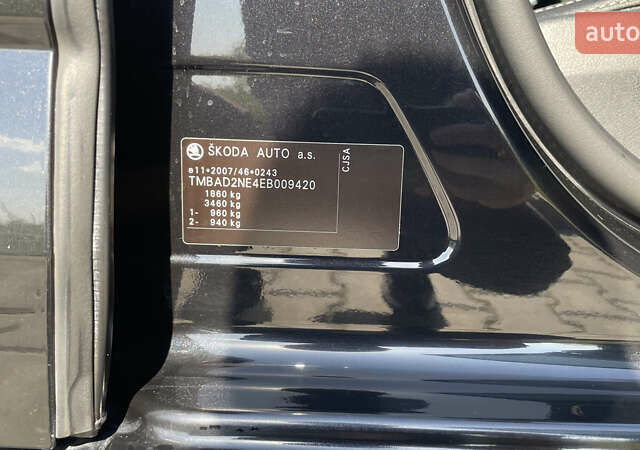 auto
ŠKODA AUTO a.s.
CJSA
e11*2007/46*0243
TMBAD2NE4EB009420
1860 kg
3460 kg
1- 960 kg
2- 940 kg